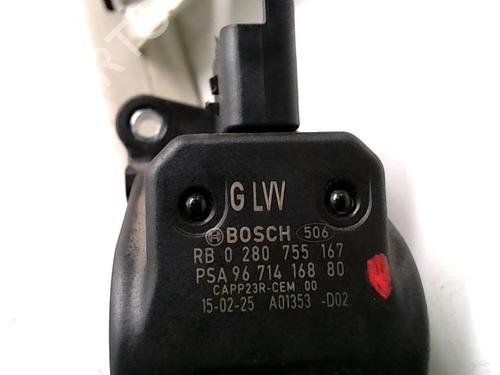 G LVV
BOSCH 506
RB 0 280 755 167
PSA 96 714 168 80
CAPP23R-CEM 00
15-02-25 A01353 -D02